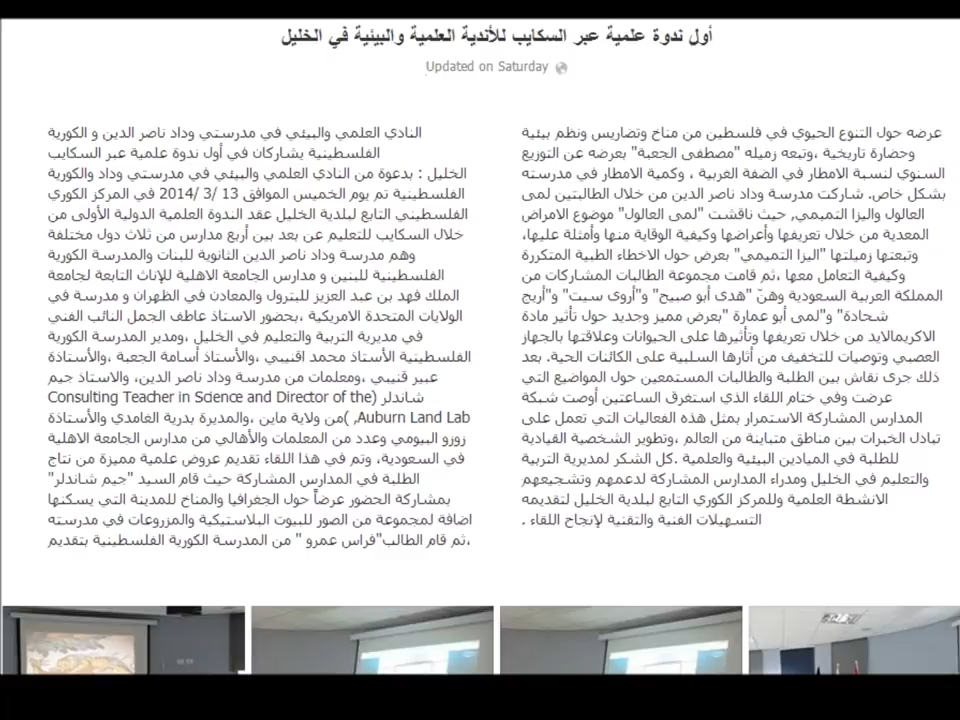 أول ندوة علمية عبر السكايب للأندية العلمية والبيئية في الخليل
Updated on Saturday
النادي العلمي والبيئي في مدرستي وداد ناصر الدين و الكورية
الفلسطينية يشاركان في أول ندوة علمية عبر السكايب
الخليل : بدعوة من النادي العلمي والبيئي في مدرستي وداد والكورية
الفلسطينية تم يوم الخميس الموافق 13 /3 /2014 في المركز الكوري
الفلسطيني التابع لبلدية الخليل عقد الندوة العلمية الدولية الأولى من
خلال السكايب للتعليم عن بعد بين أربع مدارس من ثلاث دول مختلفة
وهم مدرسة وداد ناصر الدين الثانوية للبنات والمدرسة الكورية
الفلسطينية للبنين و مدارس الجامعة الاهلية للإناث التابعة لجامعة
الملك فهد بن عبد العزيز للبترول والمعادن في الظهران و مدرسة في
الولايات المتحدة الامريكية ،بحضور الاستاذ عاطف الجمل النائب الفني
في مديرية التربية والتعليم في الخليل ،ومدير المدرسة الكورية
الفلسطينية الأستاذ محمد اقنيبي ،والأستاذ أسامة الجعبة ،والأستاذة
عبير قنيبي ،ومعلمات من مدرسة وداد ناصر الدين، والاستاذ جيم
شاندلر (Consulting Teacher in Science and Director of the
Auburn Land Lab, )من ولاية ماين ،والمديرة بدرية الغامدي والأستاذة
زوزو البيومي وعدد من المعلمات والأهالي من مدارس الجامعة الاهلية
في السعودية، وتم في هذا اللقاء تقديم عروض علمية مميزة من نتاج
الطلبة في المدارس المشاركة حيث قام السيد "جيم شاندلر"
بمشاركة الحضور عرضاً حول الجغرافيا والمناخ للمدينة التي يسكنها
اضافة لمجموعة من الصور للبيوت البلاستيكية والمزروعات في مدرسته
،ثم قام الطالب"فراس عمرو " من المدرسة الكورية الفلسطينية بتقديم
عرضه حول التنوع الحيوي في فلسطين من مناخ وتضاريس ونظم بيئية
وحضارة تاريخية ،وتبعه زميله "مصطفى الجعبة" بعرضه عن التوزيع
السنوي لنسبة الامطار في الضفة الغربية ، وكمية الامطار في مدرسته
بشكل خاص. شاركت مدرسة وداد ناصر الدين من خلال الطالبتين لمى
العالول واليزا التميمي, حيث ناقشت "لمى العالول" موضوع الامراض
المعدية من خلال تعريفها وأعراضها وكيفية الوقاية منها وأمثلة عليها،
وتبعتها زميلتها "اليزا التميمي" بعرض حول الاخطاء الطبية المتكررة
وكيفية التعامل معها ،ثم قامت مجموعة الطالبات المشاركات من
المملكة العربية السعودية وهنّ "هدى أبو صبيح" و"أروى سيت" و"أريج
شحادة" و"لمى أبو عمارة "بعرض مميز وجديد حول تأثير مادة
الاكريمالايد من خلال تعريفها وتأثيرها على الحيوانات وعلاقتها بالجهاز
العصبي وتوصيات للتخفيف من أثارها السلبية على الكائنات الحية. بعد
ذلك جرى نقاش بين الطلبة والطالبات المستمعين حول المواضيع التي
عرضت وفي ختام اللقاء الذي استغرق الساعتين أوصت شبكة
المدارس المشاركة الاستمرار بمثل هذه الفعاليات التي تعمل على
تبادل الخبرات بين مناطق متباينة من العالم ،وتطوير الشخصية القيادية
للطلبة في الميادين البيئية والعلمية .كل الشكر لمديرية التربية
والتعليم في الخليل ومدراء المدارس المشاركة لدعمهم وتشجيعهم
الانشطة العلمية وللمركز الكوري التابع لبلدية الخليل لتقديمه
التسهيلات الفنية والتقنية لإنجاح اللقاء .